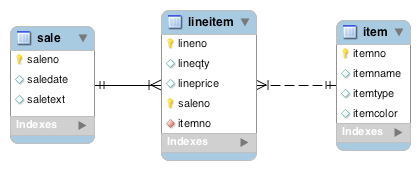 sale
saleno
saledate
saletext
Indexes
lineitem
lineno
lineqty
lineprice
saleno
itemno
Indexes
item
itemno
itemname
itemtype
itemcolor
Indexes